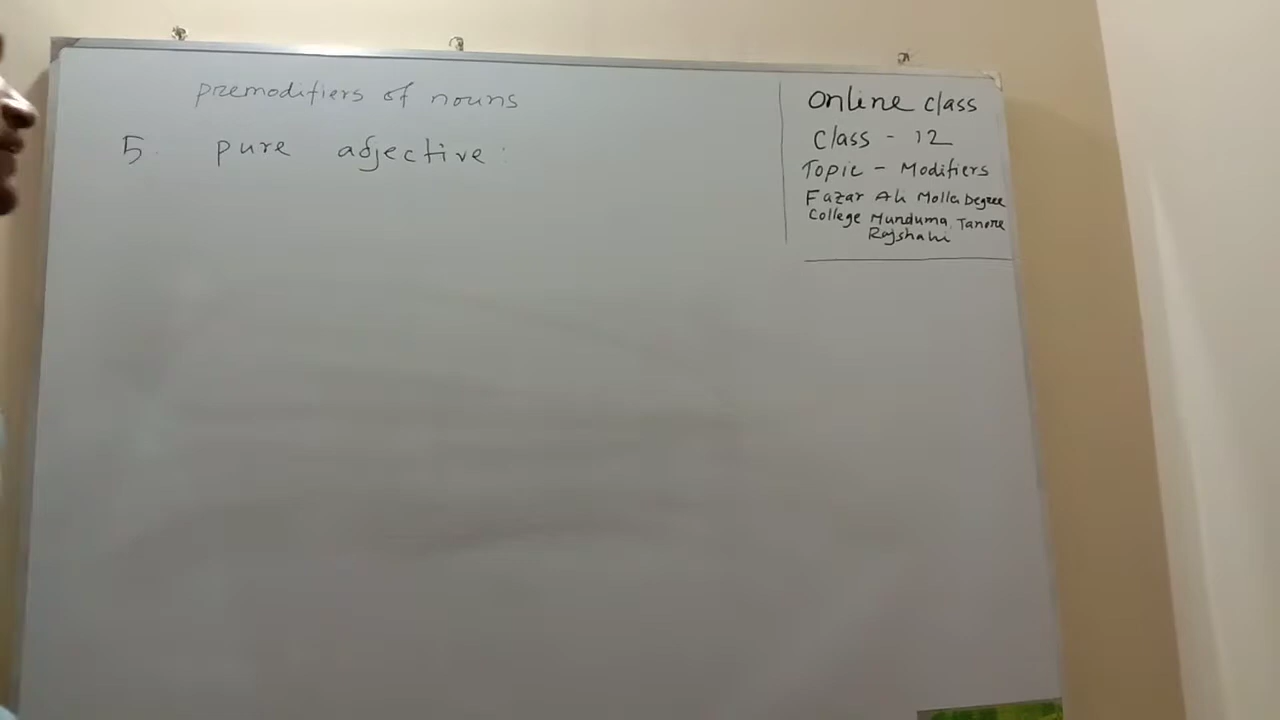 premodifiers of nouns
5. pure adjective:
Online class
Class - 12
Topic - Modifiers
Fazar Ali Molla Degree
College Munduma, Tanore
Rajshahi